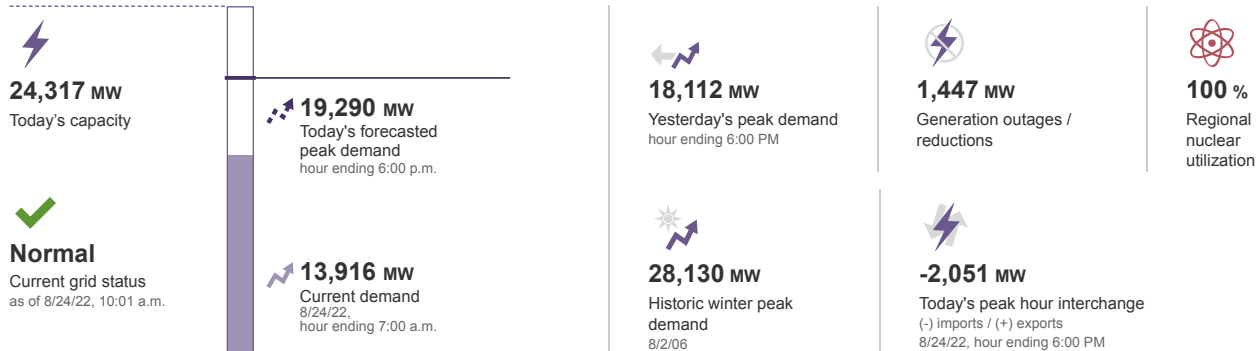 24,317 MW
Today's capacity
Normal
Current grid status
as of 8/24/22, 10:01 a.m.
19,290 MW
Today's forecasted
peak demand
hour ending 6:00 p.m.
13,916 MW
Current demand
8/24/22,
hour ending 7:00 a.m.
18,112 MW
Yesterday's peak demand
hour ending 6:00 PM
1,447 MW
Generation outages /
reductions
100 %
Regional
nuclear
utilization
28,130 MW
Historic winter peak
demand
8/2/06
-2,051 MW
Today's peak hour interchange
(-) imports / (+) exports
8/24/22, hour ending 6:00 PM